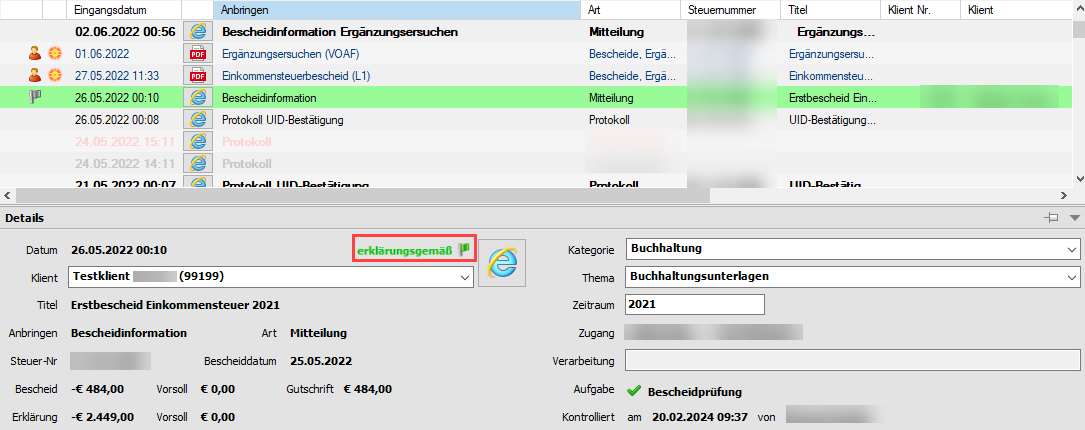 Eingangsdatum Anbringen Art Steuernummer Titel Klient Nr. Klient
02.06.2022 00:56 Bescheidinformation Ergänzungsersuchen Mitteilung Ergänzungs...
01.06.2022 PDF Ergänzungsersuchen (VOAF) Bescheide, Ergä... Ergänzungsersu...
27.05.2022 11:33 PDF Einkommensteuerbescheid (L1) Bescheide, Ergä... Einkommensteu...
26.05.2022 00:10 Bescheidinformation Mitteilung Erstbescheid Ein...
26.05.2022 00:08 Protokoll UID-Bestätigung Protokoll UID-Bestätigung...
24.05.2022 15:11 Protokoll
24.05.2022 14:11 Protokoll
21.05.2022 00:07 Protokoll UID-Bestätigung Protokoll UID-Bestätig
Details
Datum 26.05.2022 00:10 erklärungsgemäß Kategorie Buchhaltung
Klient Testklient (99199) Thema Buchhaltungsunterlagen
Titel Erstbescheid Einkommensteuer 2021 Zeitraum 2021
Anbringen Bescheidinformation Art Mitteilung Zugang
Steuer-Nr Bescheiddatum 25.05.2022 Verarbeitung
Bescheid -€ 484,00 Vorsoll € 0,00 Gutschrift € 484,00 Aufgabe Bescheidprüfung
Erklärung -€ 2.449,00 Vorsoll € 0,00 Kontrolliert am 20.02.2024 09:37 von